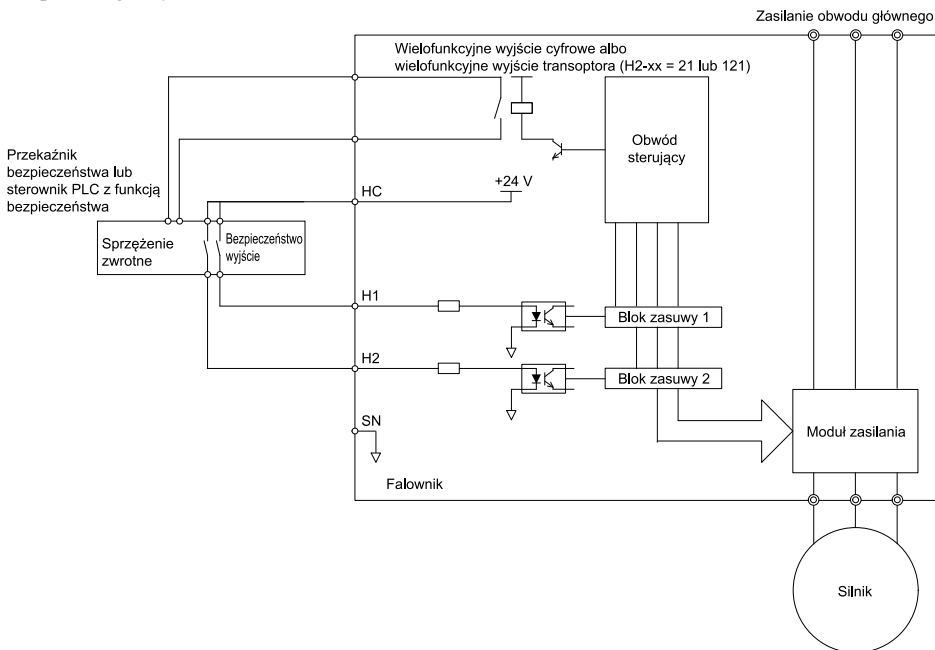 Zasilanie obwodu głównego
Wielofunkcyjne wyjście cyfrowe albo
wielofunkcyjne wyjście transoptora (H2-xx = 21 lub 121)
Obwód
sterujący
Przekaźnik
bezpieczeństwa lub
sterownik PLC z funkcją
bezpieczeństwa
+24 V
HC
Sprzężenie
zwrotne
Bezpieczeństwo
wyjście
H1
Blok zasuwy 1
H2
Blok zasuwy 2
SN
Moduł zasilania
Falownik
Silnik